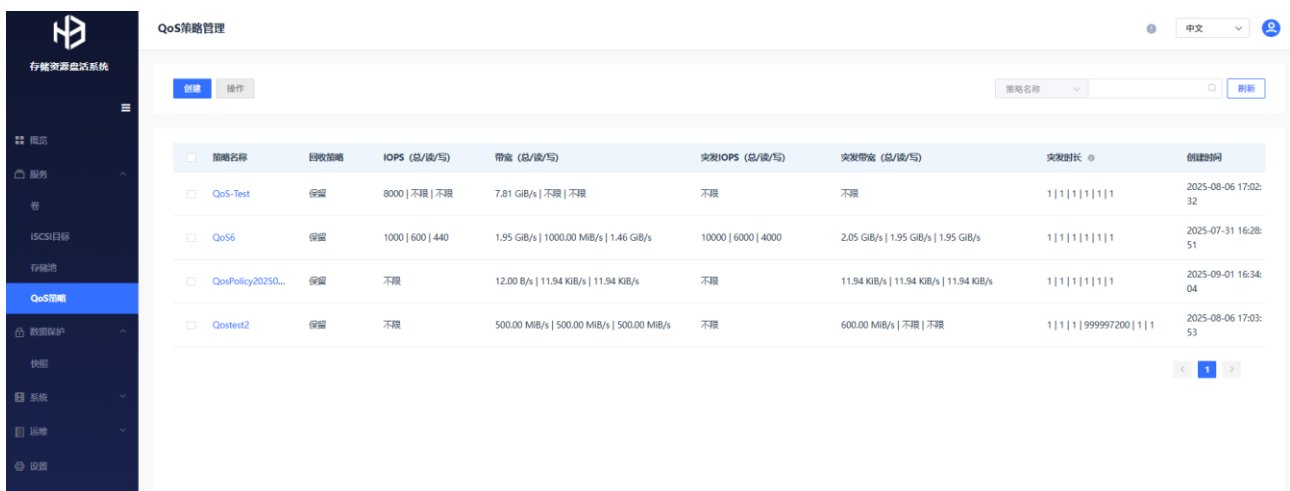 QoS策略管理
中文
存储资源盘活系统
创建
操作
策略名称
刷新
概览
服务
卷
iSCSI目标
存储池
QoS策略
数据保护
快照
系统
运维
设置
策略名称 回收策略 IOPS (总/读/写) 带宽 (总/读/写) 突发IOPS (总/读/写) 突发带宽 (总/读/写) 突发时长 创建时间
QoS-Test 保留 8000 | 不限 | 不限 7.81 GiB/s | 不限 | 不限 不限 不限 1 | 1 | 1 | 1 | 1 | 1 2025-08-06 17:02:
32
QoS6 保留 1000 | 600 | 440 1.95 GiB/s | 1000.00 MiB/s | 1.46 GiB/s 10000 | 6000 | 4000 2.05 GiB/s | 1.95 GiB/s | 1.95 GiB/s 1 | 1 | 1 | 1 | 1 | 1 2025-07-31 16:28:
51
QosPolicy20250... 保留 不限 12.00 B/s | 11.94 KiB/s | 11.94 KiB/s 不限 11.94 KiB/s | 11.94 KiB/s | 11.94 KiB/s 1 | 1 | 1 | 1 | 1 | 1 2025-09-01 16:34:
04
Qostest2 保留 不限 500.00 MiB/s | 500.00 MiB/s | 500.00 MiB/s 不限 600.00 MiB/s | 不限 | 不限 1 | 1 | 1 | 999997200 | 1 | 1 2025-08-06 17:03:
53
1